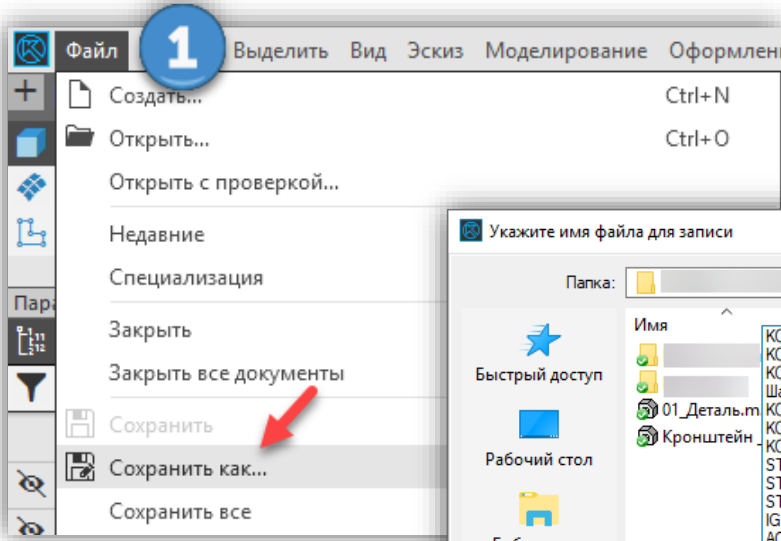 Файл
1
Выделить Вид Эскиз Моделирование
Создать... Ctrl+N
Открыть... Ctrl+O
Открыть с проверкой...
Недавние
Специализация
Закрыть
Закрыть все документы
Сохранить
Сохранить как...
Сохранить все
Укажите имя файла для записи
Папка:
Имя
Быстрый доступ
01_Деталь.m
Кронштейн
Рабочий стол